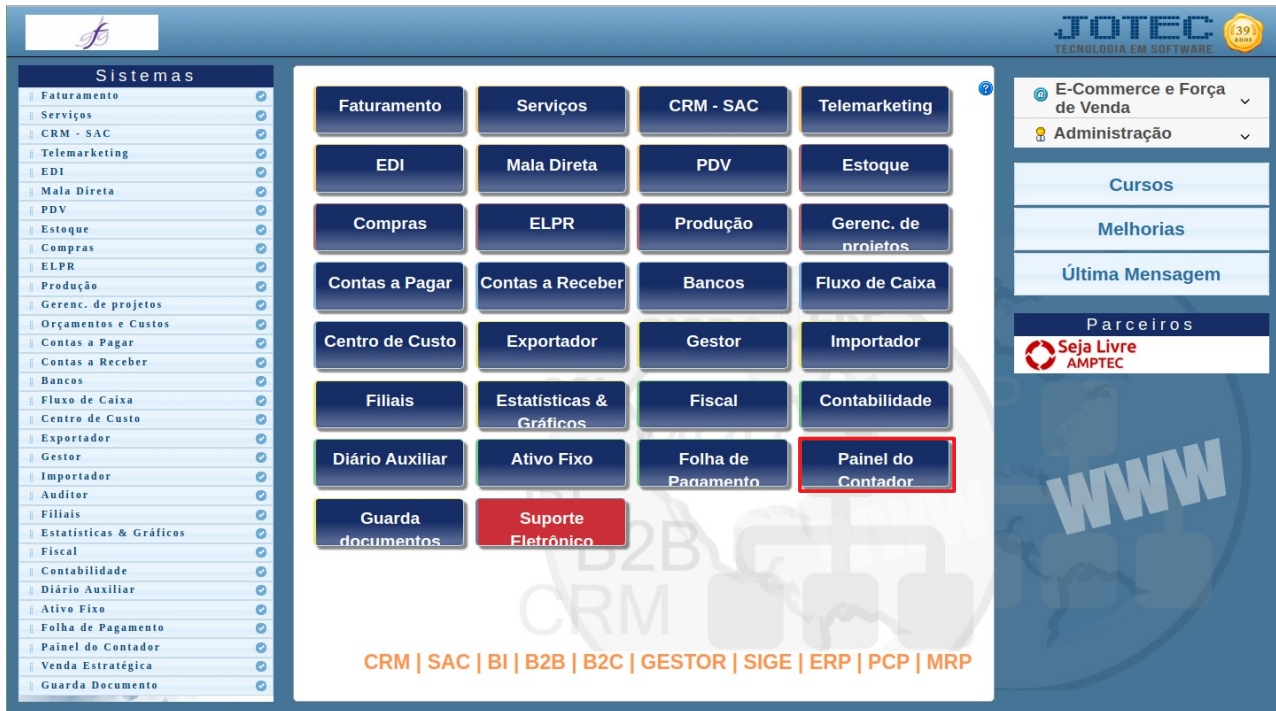 JOTEC
39
anos
TECNOLOGIA EM SOFTWARE
Sistemas
Faturamento
Serviços
CRM - SAC
Telemarketing
EDI
Mala Direta
PDV
Estoque
Compras
ELPR
Produção
Gerenc. de projetos
Orçamentos e Custos
Contas a Pagar
Contas a Receber
Bancos
Fluxo de Caixa
Centro de Custo
Exportador
Gestor
Importador
Auditor
Filiais
Estatísticas & Gráficos
Fiscal
Contabilidade
Diário Auxiliar
Ativo Fixo
Folha de Pagamento
Painel do Contador
Venda Estratégica
Guarda Documento
Faturamento
Serviços
CRM - SAC
Telemarketing
EDI
Mala Direta
PDV
Estoque
Compras
ELPR
Produção
Gerenc. de
projetos
Contas a Pagar
Contas a Receber
Bancos
Fluxo de Caixa
Centro de Custo
Exportador
Gestor
Importador
Filiais
Estatísticas &
Gráficos
Fiscal
Contabilidade
Diário Auxiliar
Ativo Fixo
Folha de
Pagamento
Painel do
Contador
Guarda
documentos
Suporte
Eletrônico
B2B
CRM
CRM | SAC | BI | B2B | B2C | GESTOR | SIGE | ERP | PCP | MRP
E-Commerce e Força
de Venda
Administração
Cursos
Melhorias
Última Mensagem
Parceiros
Seja Livre
AMPTEC
WWW